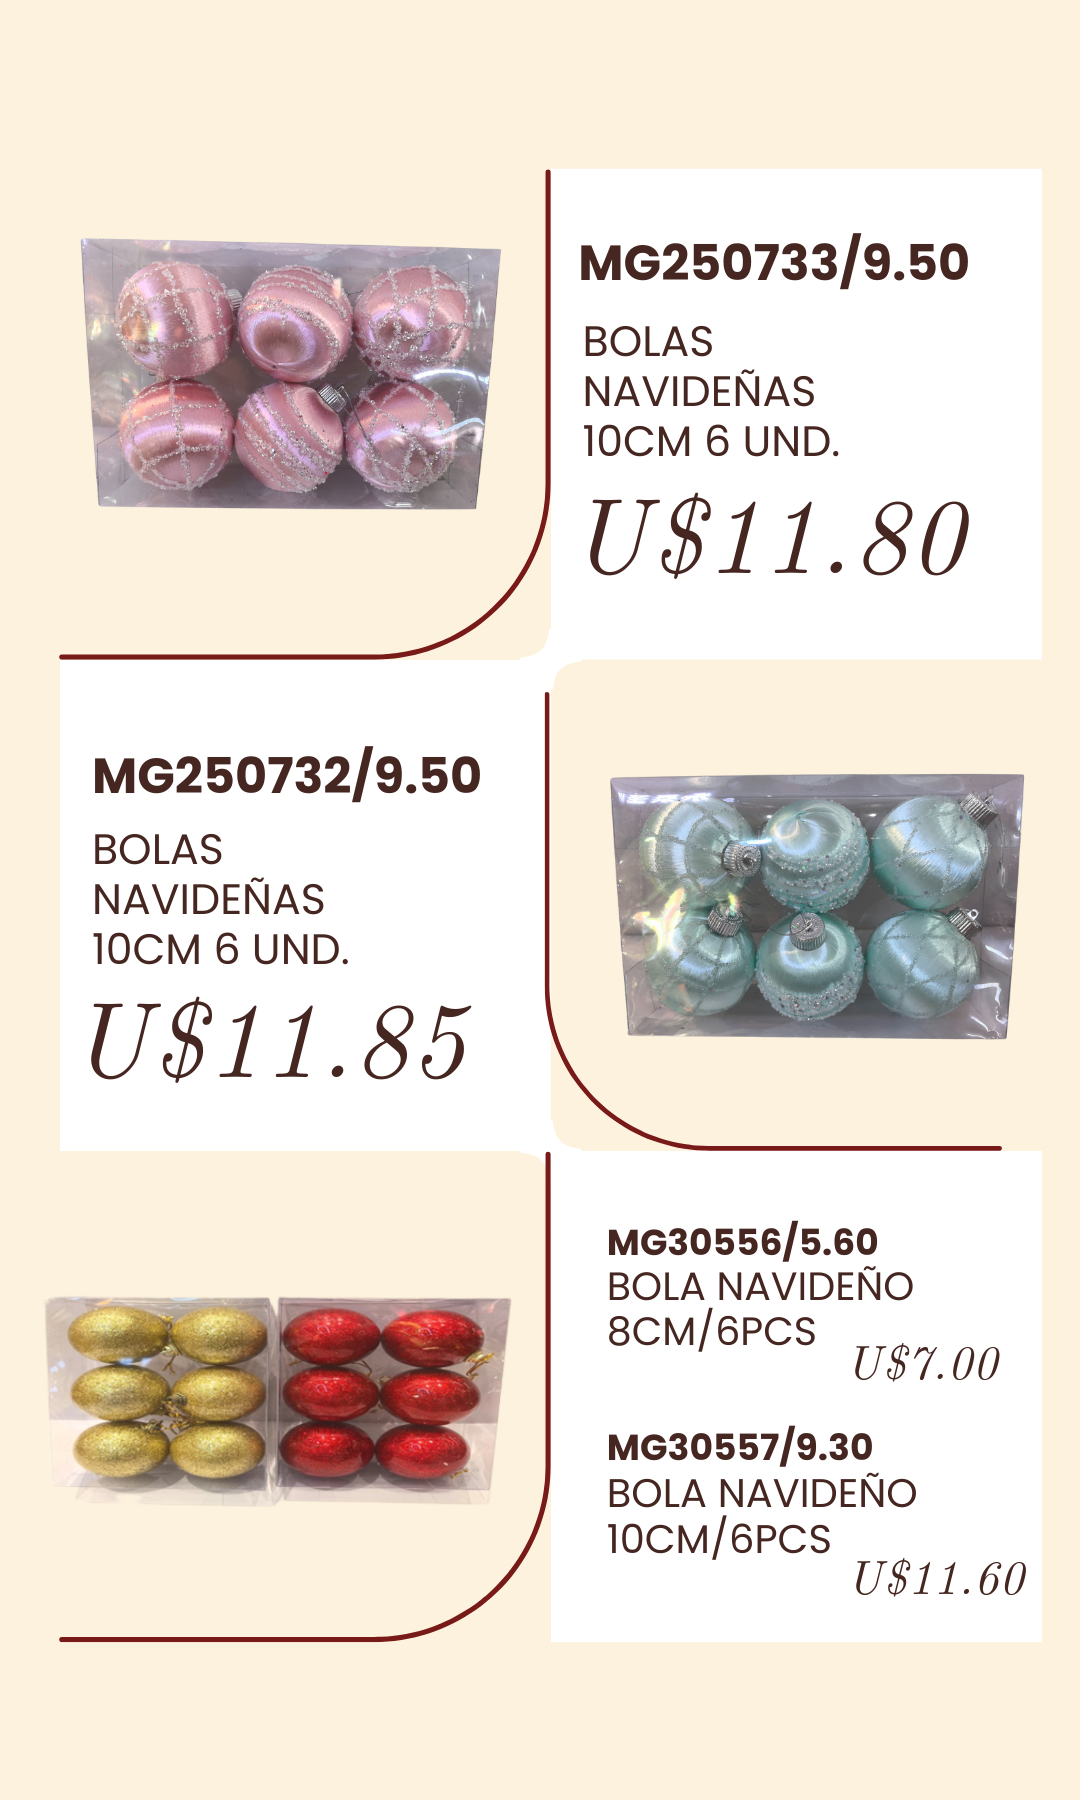 MG250733/9.50
BOLAS
NAVIDEÑAS
10CM 6 UND.
U$11.80
MG250732/9.50
BOLAS
NAVIDEÑAS
10CM 6 UND.
U$11.85
MG30556/5.60
BOLA NAVIDEÑO
8CM/6PCS
U$7.00
MG30557/9.30
BOLA NAVIDEÑO
10CM/6PCS
U$11.60